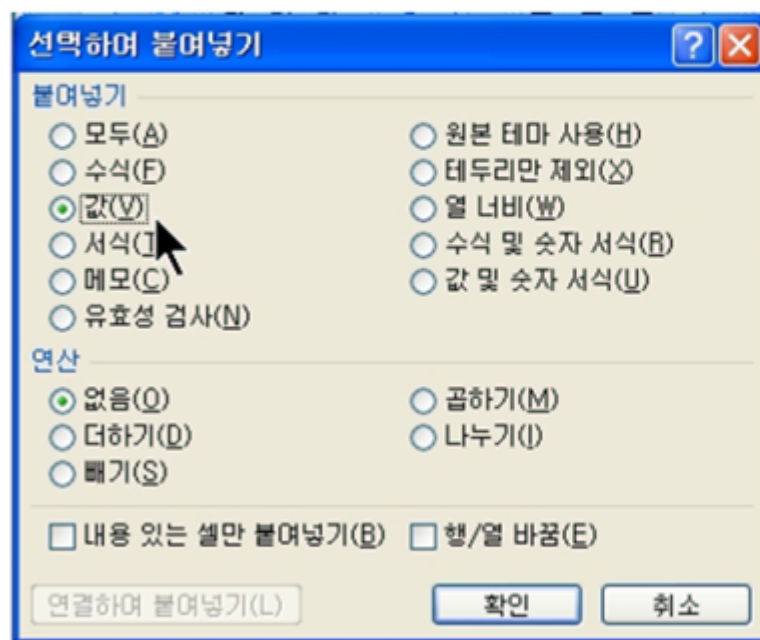 선택하여 붙여넣기
붙여넣기
모두(A)
수식(F)
값(V)
서식(T
메모(C)
유효성 검사(N)
원본 테마 사용(H)
테두리만 제외(X)
열 너비(W)
수식 및 숫자 서식(R)
값 및 숫자 서식(U)
연산
없음(O)
더하기(D)
빼기(S)
곱하기(M)
나누기(I)
내용 있는 셀만 붙여넣기(B)
행/열 바꿈(E)
연결하여 붙여넣기(L)
확인
취소